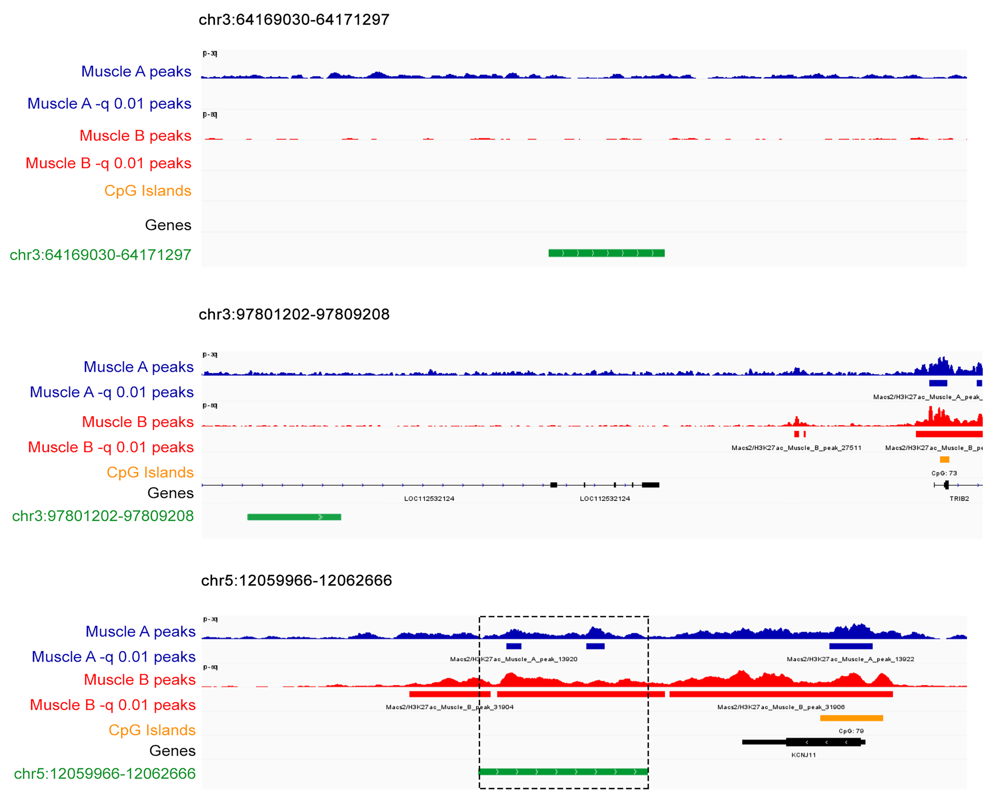 chr3:64169030-64171297
[0-30]
Muscle A peaks
Muscle A -q 0.01 peaks
[0-80]
Muscle B peaks
Muscle B -q 0.01 peaks
CpG Islands
Genes
chr3:64169030-64171297
chr3:97801202-97809208
[0-30]
Muscle A peaks
Muscle A -q 0.01 peaks
Macs2/H3K27ac_Muscle_A_peak_
[0-80]
Muscle B peaks
Muscle B -q 0.01 peaks
Macs2/H3K27ac_Muscle_B_peak_27511 Macs2/H3K27ac_Muscle_B_pe
CpG Islands
CpG: 73
Genes
LOC112532124 LOC112532124 TRIB2
chr3:97801202-97809208
chr5:12059966-12062666
[0-30]
Muscle A peaks
Muscle A -q 0.01 peaks
Macs2/H3K27ac_Muscle_A_peak_13920 Macs2/H3K27ac_Muscle_A_peak_13922
[0-80]
Muscle B peaks
Muscle B -q 0.01 peaks
Macs2/H3K27ac_Muscle_B_peak_31904 Macs2/H3K27ac_Muscle_B_peak_31906
CpG Islands
CpG: 79
Genes
KCNJ11
chr5:12059966-12062666